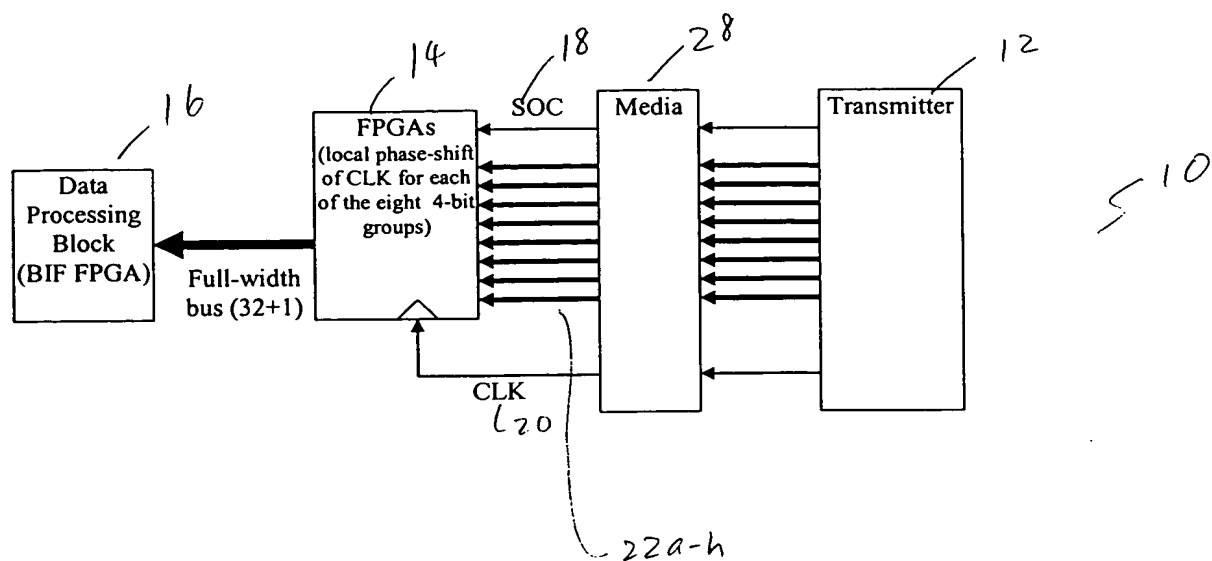 16
14
18
28
12
10
Data
Processing
Block
(BIF FPGA)
Full-width
bus (32+1)
FPGAs
(local phase-shift
of CLK for each
of the eight 4-bit
groups)
SOC
Media
Transmitter
CLK
20
22a-h